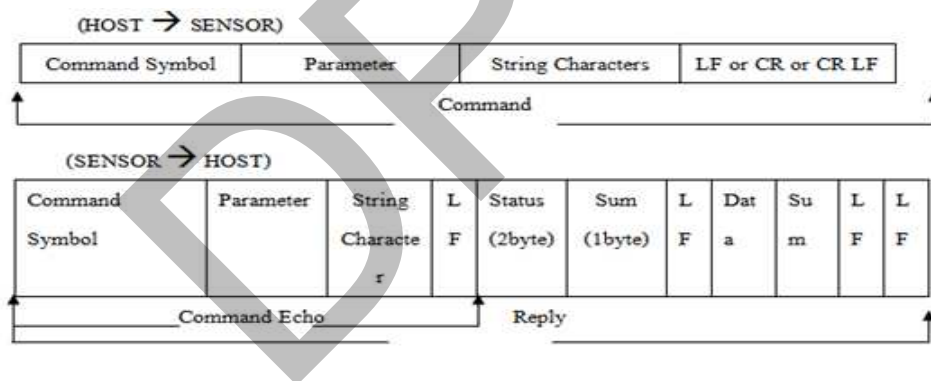 (HOST → SENSOR)
Command Symbol Parameter String Characters LF or CR or CR LF
Command
(SENSOR → HOST)
Command Parameter String L Status Sum L Dat Su L L
Symbol Characte F (2byte) (1byte) F a m F F
r
Command Echo Reply